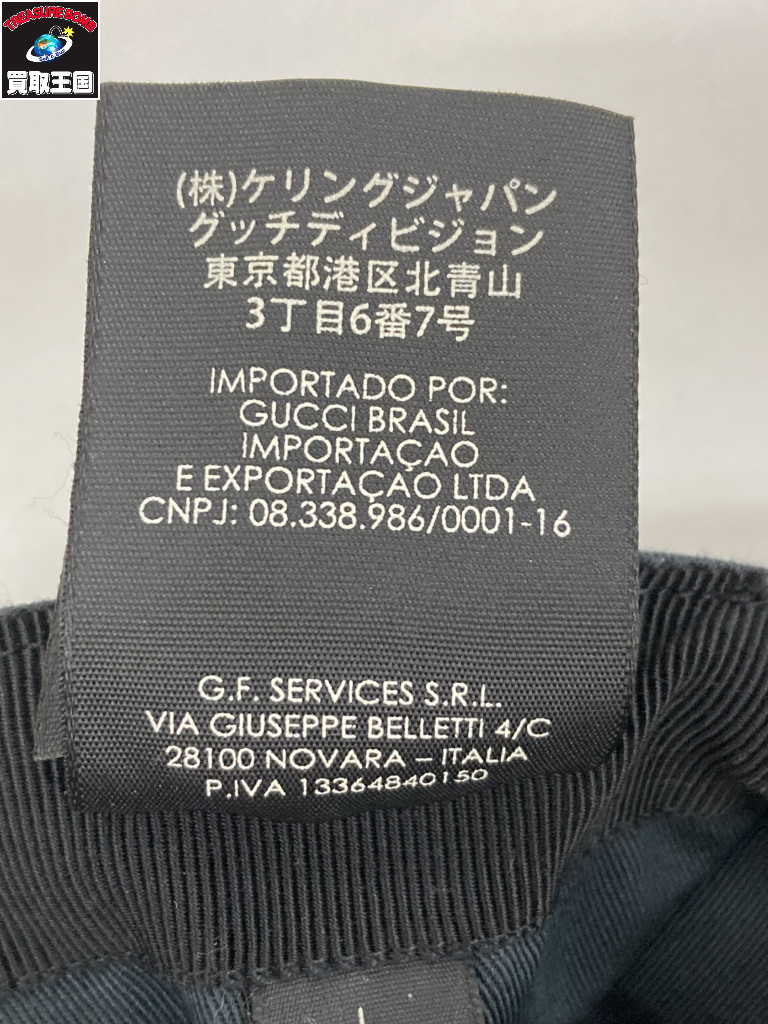 TREASURE BOMB
買取王国
(株)ケリングジャパン
グッチディビジョン
東京都港区北青山
3丁目6番7号
IMPORTADO POR:
GUCCI BRASIL
IMPORTAÇAO
E EXPORTAÇAO LTDA
CNPJ: 08.338.986/0001-16
G.F. SERVICES S.R.L.
VIA GIUSEPPE BELLETTI 4/C
28100 NOVARA – ITALIA
P.IVA 13364840150